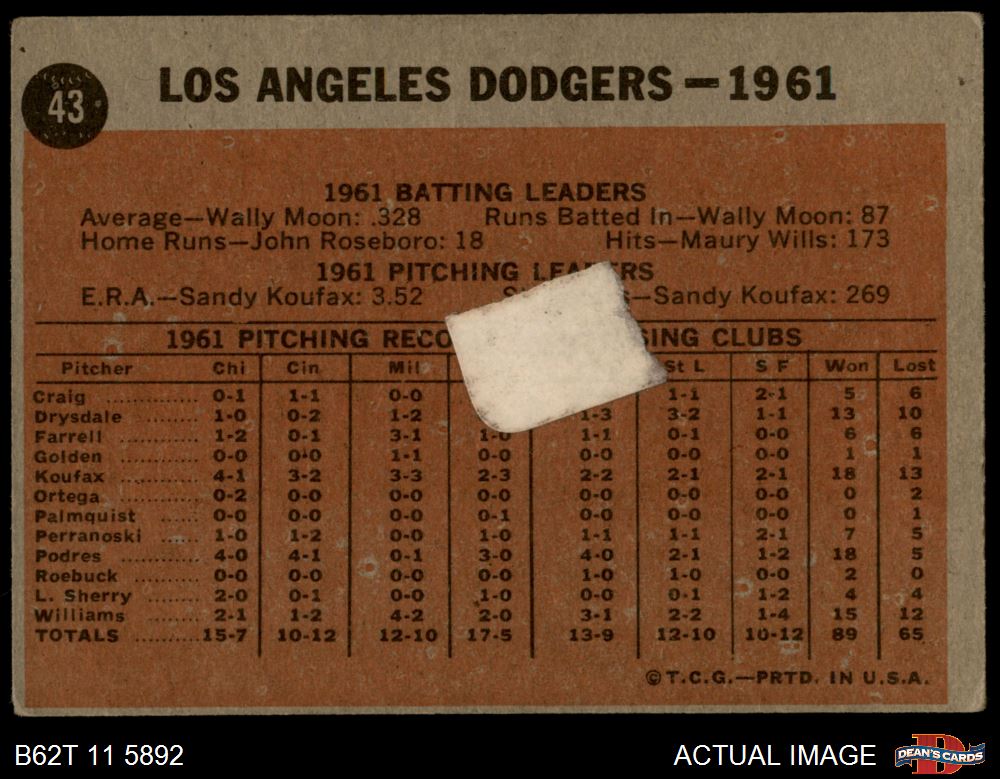 43
LOS ANGELES DODGERS — 1961
1961 BATTING LEADERS
Average—Wally Moon: .328 Runs Batted In—Wally Moon: 87
Home Runs—John Roseboro: 18 Hits—Maury Wills: 173
1961 PITCHING LEADERS
E.R.A.—Sandy Koufax: 3.52 —Sandy Koufax: 269
1961 PITCHING CLUBS
Pitcher Chi Cin Mil St L S F Won Lost
Craig ........... 0-1 1-1 0-0 1-1 2-1 5 6
Drysdale ....... 1-0 0-2 1-2 1-3 3-2 1-1 13 10
Farrell ........... 1-2 0-1 3-1 1-0 1-1 0-1 0-0 6 6
Golden ......... 0-0 0-0 1-1 0-0 0-0 0-0 0-0 1 1
Koufax .......... 4-1 3-2 3-3 2-3 2-2 2-1 2-1 18 13
Ortega .......... 0-2 0-0 0-0 0-0 0-0 0-0 0-0 0 2
Palmquist ..... 0-0 0-0 0-0 0-1 0-0 0-0 0-0 0 1
Perranoski .... 1-0 1-2 0-0 1-0 1-1 1-1 2-1 7 5
Podres .......... 4-0 4-1 0-1 3-0 4-0 2-1 1-2 18 5
Roebuck ....... 0-0 0-0 0-0 0-0 1-0 1-0 0-0 2 0
L. Sherry ...... 2-0 0-1 0-0 1-0 0-0 0-1 1-2 4 4
Williams ....... 2-1 1-2 4-2 2-0 3-1 2-2 1-4 15 12
TOTALS ......... 15-7 10-12 12-10 17-5 13-9 12-10 10-12 89 65
©T.C.G.—PRTD. IN U.S.A.
B62T 11 5892 ACTUAL IMAGE
D
DEAN'S CARDS